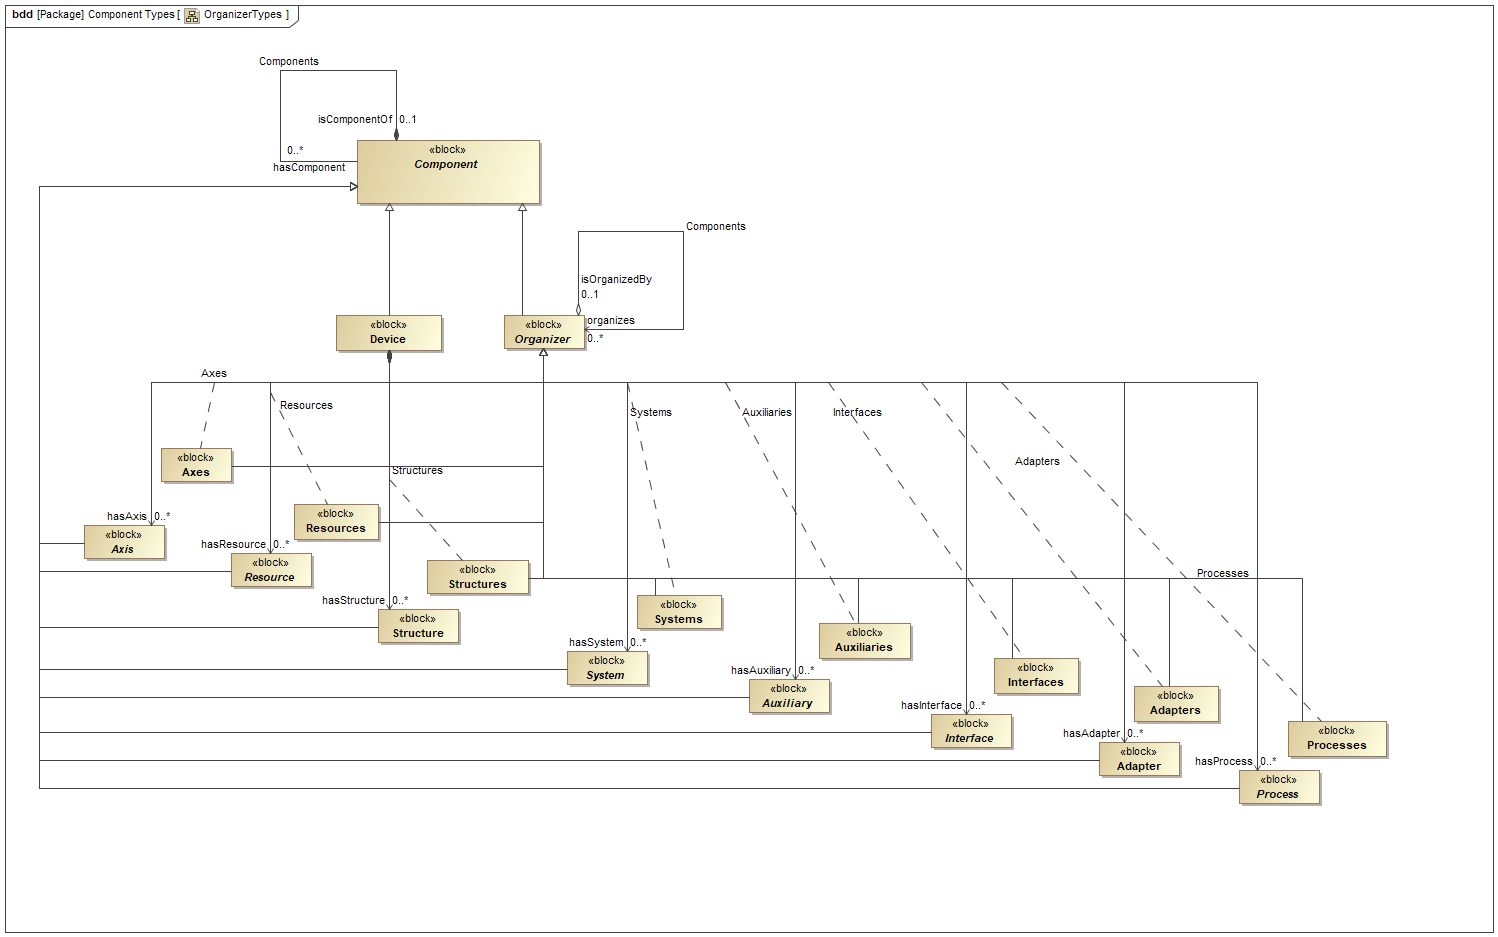 bdd [Package] Component Types [ OrganizerTypes ]
Components
isComponentOf 0..1
«block»
Component
0..*
hasComponent
Components
isOrganizedBy
0..1
«block»
Device
«block»
Organizer
organizes
0..*
Axes
Resources
Systems
Auxiliaries
Interfaces
Adapters
Structures
Processes
«block»
Axes
hasAxis 0..*
«block»
Axis
«block»
Resources
hasResource 0..*
«block»
Resource
«block»
Structures
hasStructure 0..*
«block»
Structure
«block»
Systems
hasSystem 0..*
«block»
System
«block»
Auxiliaries
hasAuxiliary 0..*
«block»
Auxiliary
«block»
Interfaces
hasInterface 0..*
«block»
Interface
«block»
Adapters
hasAdapter 0..*
«block»
Adapter
«block»
Processes
hasProcess 0..*
«block»
Process